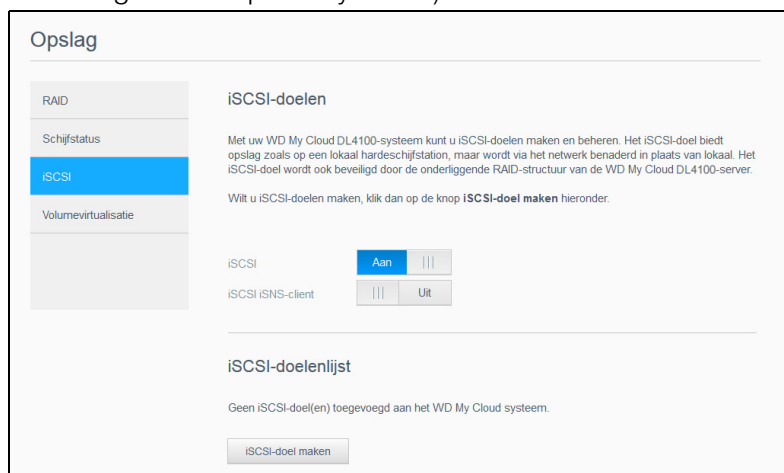 Opslag
RAID
Schijfstatus
iSCSI
Volumevirtualisatie
iSCSI-doelen
Met uw WD My Cloud DL4100-systeem kunt u iSCSI-doelen maken en beheren. Het iSCSI-doel biedt
opslag zoals op een lokaal hardeschijfstation, maar wordt via het netwerk benaderd in plaats van lokaal. Het
iSCSI-doel wordt ook beveiligd door de onderliggende RAID-structuur van de WD My Cloud DL4100-server.
Wilt u iSCSI-doelen maken, klik dan op de knop iSCSI-doel maken hieronder.
iSCSI Aan
iSCSI iSNS-client Uit
iSCSI-doelenlijst
Geen iSCSI-doel(en) toegevoegd aan het WD My Cloud systeem.
iSCSI-doel maken